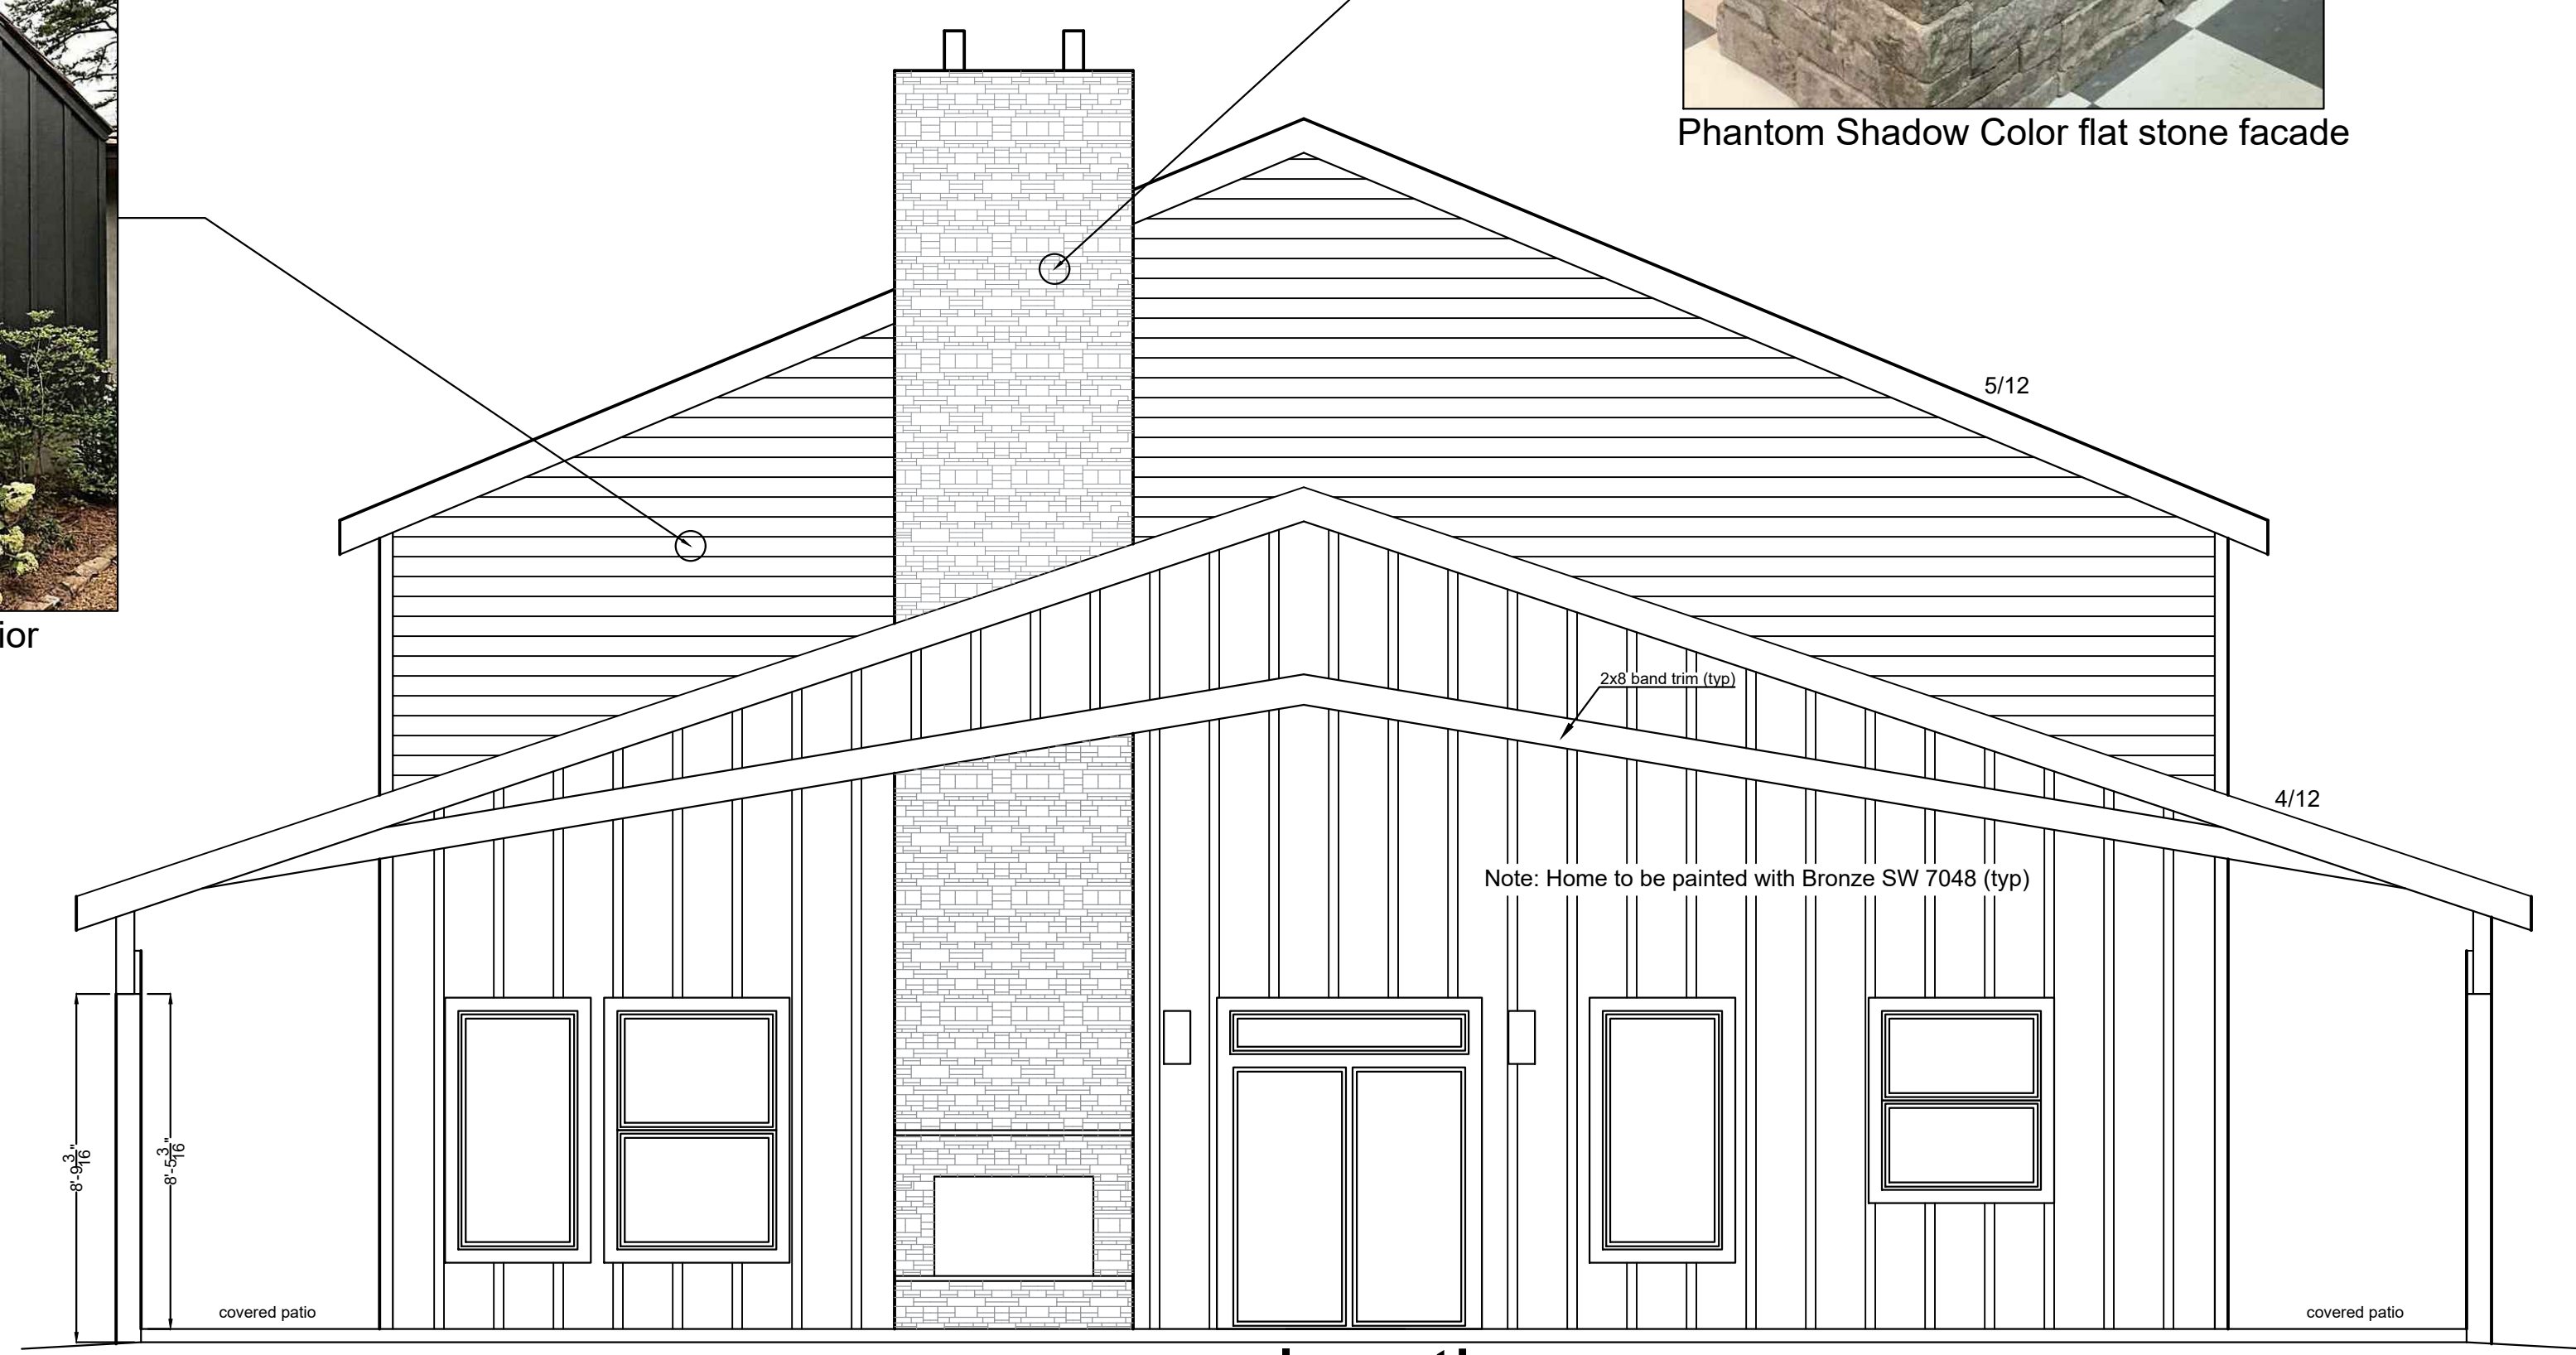 Phantom Shadow Color flat stone facade
5/12
ior
2x8 band trim (typ)
4/12
Note: Home to be painted with Bronze SW 7048 (typ)
8'-9 3/16"
8'-5 3/16"
covered patio
covered patio